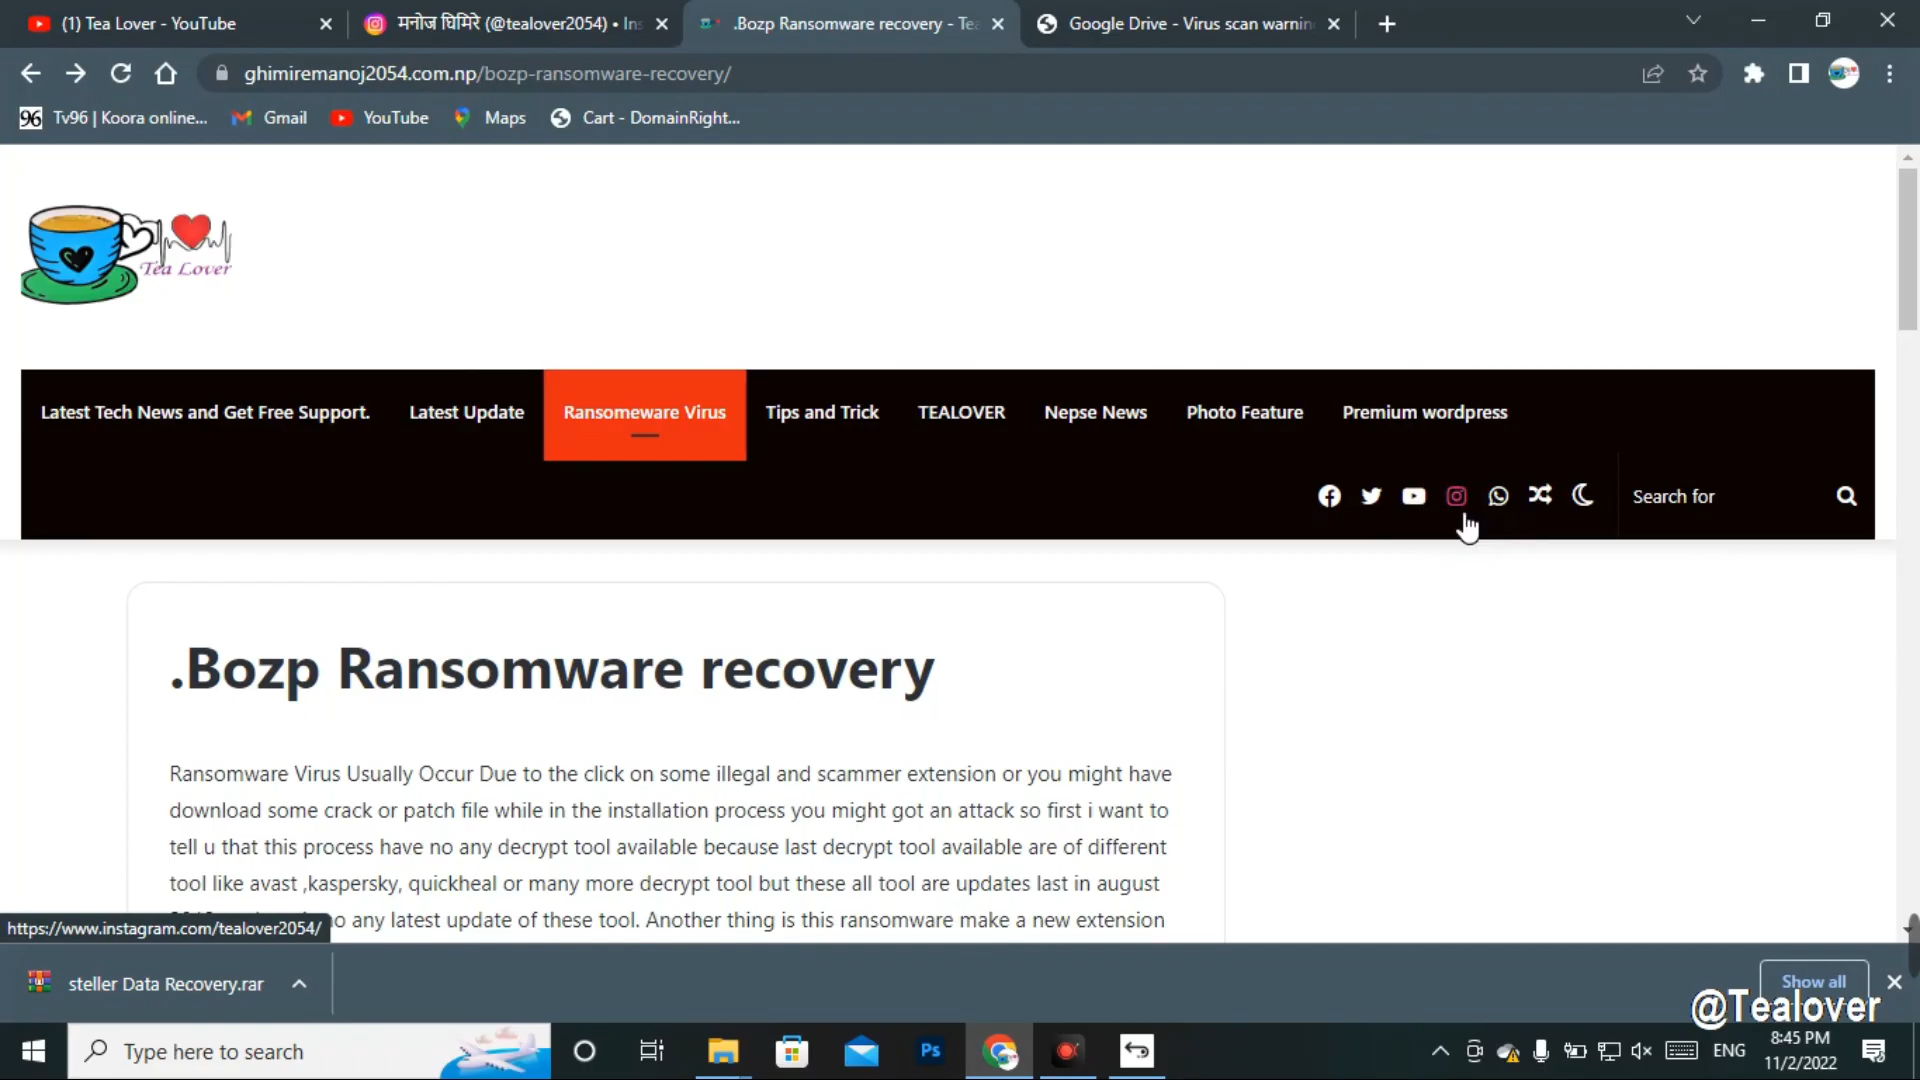 (1) Tea Lover - YouTube
मनोज घिमिरे (@tealover2054) • Ins
.Bozp Ransomware recovery - Tea
Google Drive - Virus scan warnin
ghimiremanoj2054.com.np/bozp-ransomware-recovery/
96 Tv96 | Koora online...
Gmail
YouTube
Maps
Cart - DomainRight...
Tea Lover
Latest Tech News and Get Free Support.
Latest Update
Ransomeware Virus
Tips and Trick
TEALOVER
Nepse News
Photo Feature
Premium wordpress
Search for
.Bozp Ransomware recovery
Ransomware Virus Usually Occur Due to the click on some illegal and scammer extension or you might have
download some crack or patch file while in the installation process you might got an attack so first i want to
tell u that this process have no any decrypt tool available because last decrypt tool available are of different
tool like avast ,kaspersky, quickheal or many more decrypt tool but these all tool are updates last in august
no any latest update of these tool. Another thing is this ransomware make a new extension
https://www.instagram.com/tealover2054/
steller Data Recovery.rar
Show all
@Tealover
Type here to search
Ps
ENG
8:45 PM
11/2/2022